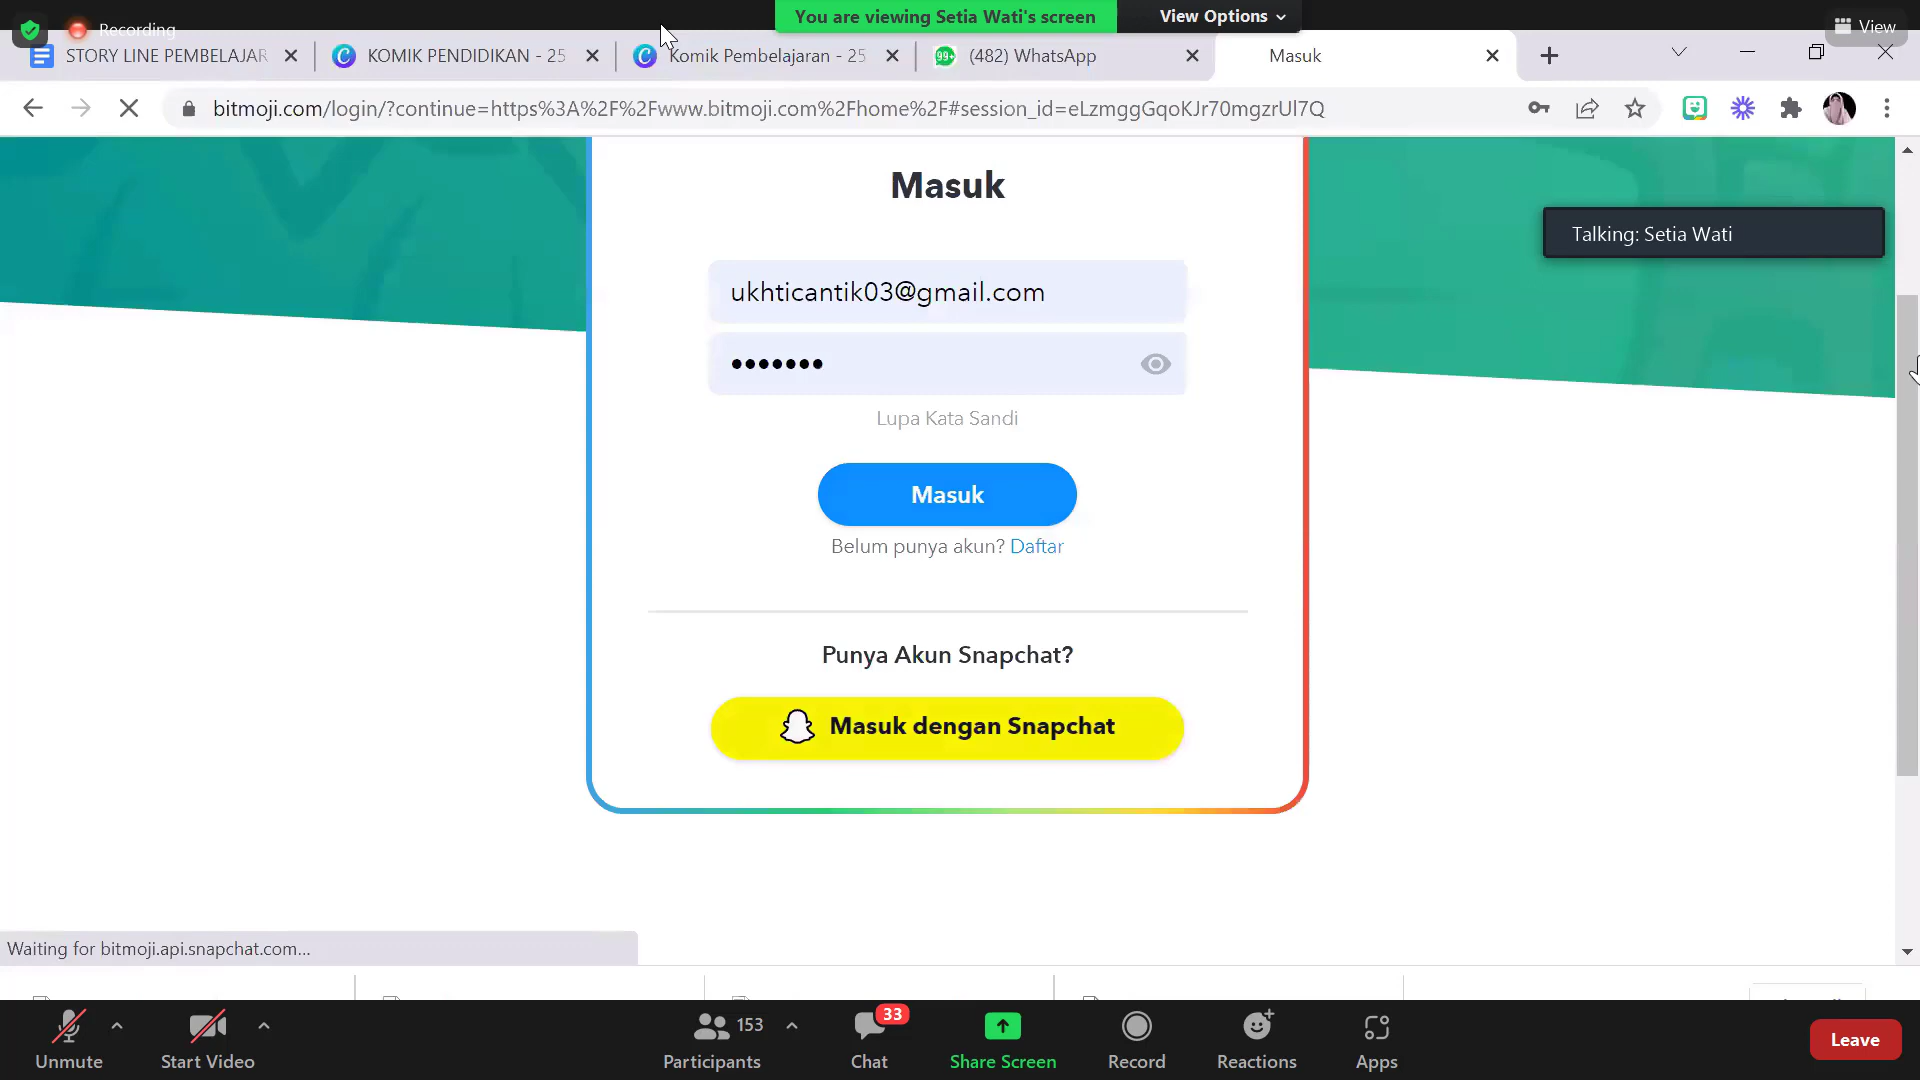 Recording
You are viewing Setia Wati's screen
View Options
View
STORY LINE PEMBELAJAR
KOMIK PENDIDIKAN - 25
Komik Pembelajaran - 25
99+
(482) WhatsApp
Masuk
bitmoji.com/login/?continue=https%3A%2F%2Fwww.bitmoji.com%2Fhome%2F#session_id=eLzmggGqoKJr70mgzrUl7Q
Masuk
Talking: Setia Wati
ukhticantik03@gmail.com
•••••••
Lupa Kata Sandi
Masuk
Belum punya akun? Daftar
Punya Akun Snapchat?
Masuk dengan Snapchat
Waiting for bitmoji.api.snapchat.com...
Unmute
Start Video
153
Participants
33
Chat
Share Screen
Record
Reactions
Apps
Leave